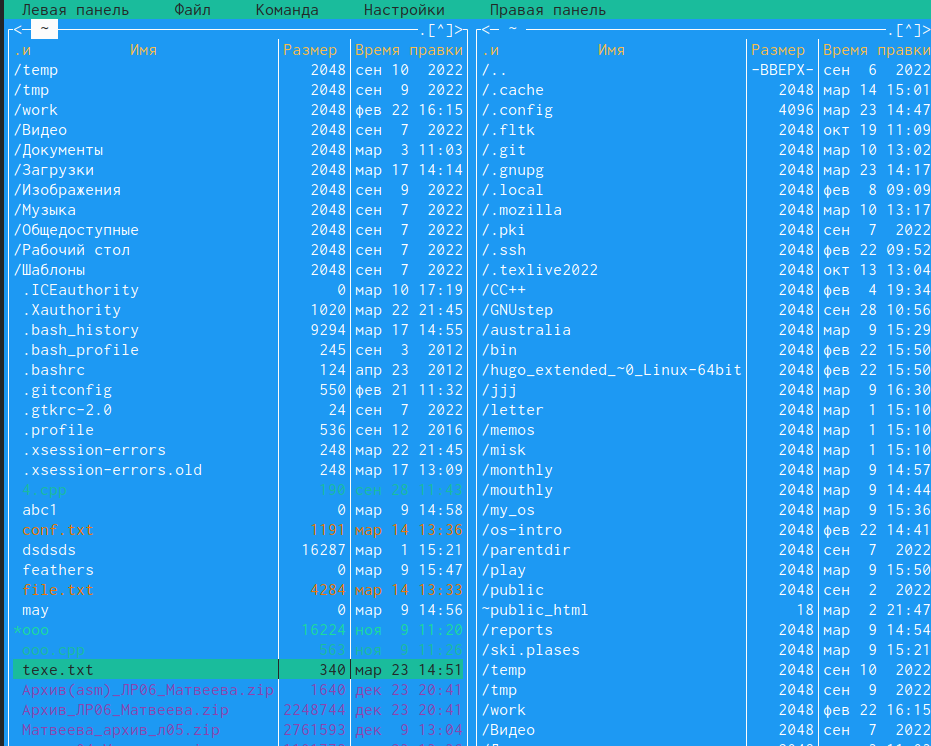 Левая панель Файл Команда Настройки Правая панель
<─ ~ ─.[^]> <─ ~ ─.[^]>
.и Имя Размер Время правки .и Имя Размер Время правки
/temp 2048 сен 10 2022 /.. -ВВЕРХ- сен 6 2022
/tmp 2048 сен 9 2022 /.cache 2048 мар 14 15:01
/work 2048 фев 22 16:15 /.config 4096 мар 23 14:47
/Видео 2048 сен 7 2022 /.fltk 2048 окт 19 11:09
/Документы 2048 мар 3 11:03 /.git 2048 мар 10 13:02
/Загрузки 2048 мар 17 14:14 /.gnupg 2048 мар 23 14:17
/Изображения 2048 сен 9 2022 /.local 2048 фев 8 09:09
/Музыка 2048 сен 7 2022 /.mozilla 2048 мар 10 13:17
/Общедоступные 2048 сен 7 2022 /.pki 2048 сен 7 2022
/Рабочий стол 2048 сен 7 2022 /.ssh 2048 фев 22 09:52
/Шаблоны 2048 сен 7 2022 /.texlive2022 2048 окт 13 13:04
.ICEauthority 0 мар 10 17:19 /CC++ 2048 фев 4 19:34
.Xauthority 1020 мар 22 21:45 /GNUstep 2048 сен 28 10:56
.bash_history 9294 мар 17 14:55 /australia 2048 мар 9 15:29
.bash_profile 245 сен 3 2012 /bin 2048 фев 22 15:50
.bashrc 124 апр 23 2012 /hugo_extended_~0_Linux-64bit 2048 фев 22 15:50
.gitconfig 550 фев 21 11:32 /jjj 2048 мар 9 16:30
.gtkrc-2.0 24 сен 7 2022 /letter 2048 мар 1 15:10
.profile 536 сен 12 2016 /memos 2048 мар 1 15:10
.xsession-errors 248 мар 22 21:45 /misk 2048 мар 1 15:10
.xsession-errors.old 248 мар 17 13:09 /monthly 2048 мар 9 14:57
4.cpp 190 сен 28 11:43 /mouthly 2048 мар 9 14:44
abc1 0 мар 9 14:58 /my_os 2048 мар 9 15:36
conf.txt 1191 мар 14 13:36 /os-intro 2048 фев 22 14:41
dsdsds 16287 мар 1 15:21 /parentdir 2048 сен 7 2022
feathers 0 мар 9 15:47 /play 2048 мар 9 15:50
file.txt 4284 мар 14 13:33 /public 2048 сен 2 2022
may 0 мар 9 14:56 ~public_html 18 мар 2 21:47
*ooo 16224 ноя 9 11:20 /reports 2048 мар 9 14:54
ooo.cpp 563 ноя 9 11:26 /ski.plases 2048 мар 9 15:21
texe.txt 340 мар 23 14:51 /temp 2048 сен 10 2022
Архив(asm)_ЛР06_Матвеева.zip 1640 дек 23 20:41 /tmp 2048 сен 9 2022
Архив_ЛР06_Матвеева.zip 2248744 дек 23 20:41 /work 2048 фев 22 16:15
Матвеева_архив_л05.zip 2761593 дек 9 13:04 /Видео 2048 сен 7 2022